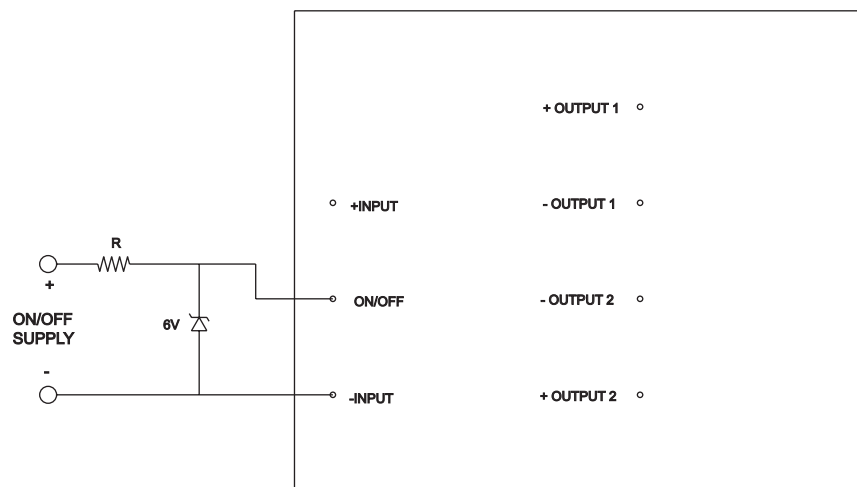 + OUTPUT 1
+INPUT
- OUTPUT 1
R
+
ON/OFF
SUPPLY
-
6V
ON/OFF
- OUTPUT 2
-INPUT
+ OUTPUT 2